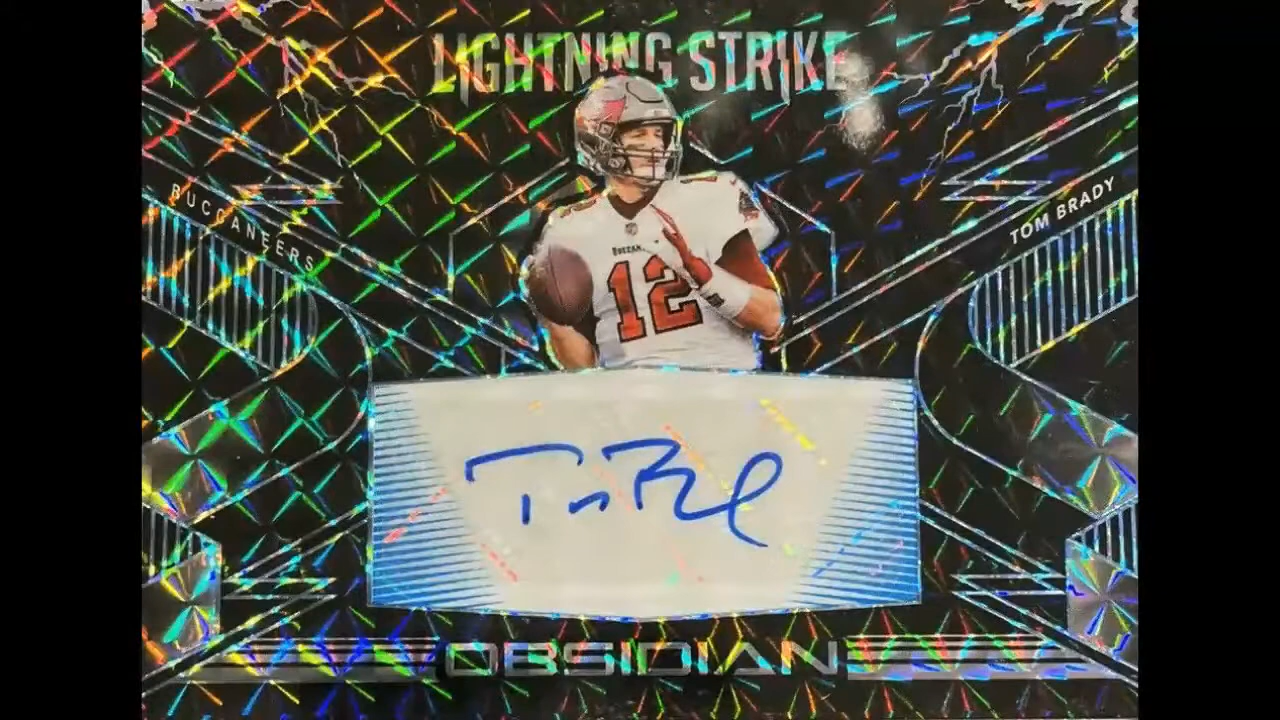 LIGHTNING STRIKE
BUCCANEERS
TOM BRADY
12
OBSIDIAN